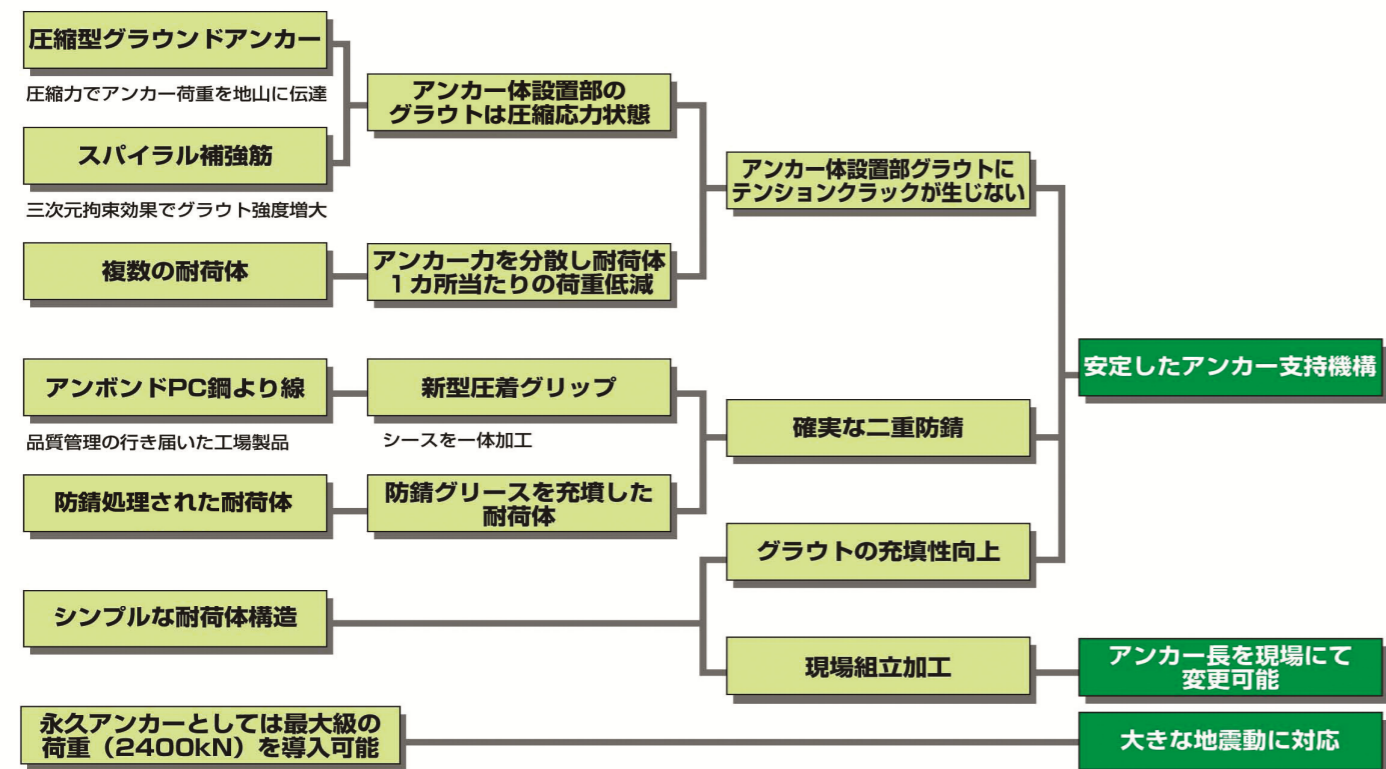 圧縮型グラウンドアンカー
圧縮力でアンカー荷重を地山に伝達
スパイラル補強筋
三次元拘束効果でグラウト強度増大
複数の耐荷体
アンカー体設置部の
グラウトは圧縮応力状態
アンカー力を分散し耐荷体
1カ所当たりの荷重低減
アンカー体設置部グラウトに
テンションクラックが生じない
アンボンドPC鋼より線
品質管理の行き届いた工場製品
防錆処理された耐荷体
新型圧着グリップ
シースを一体加工
防錆グリースを充墳した
耐荷体
確実な二重防錆
シンプルな耐荷体構造
グラウトの充填性向上
現場組立加工
安定したアンカー支持機構
アンカー長を現場にて
変更可能
永久アンカーとしては最大級の
荷重（2400kN）を導入可能
大きな地震動に対応